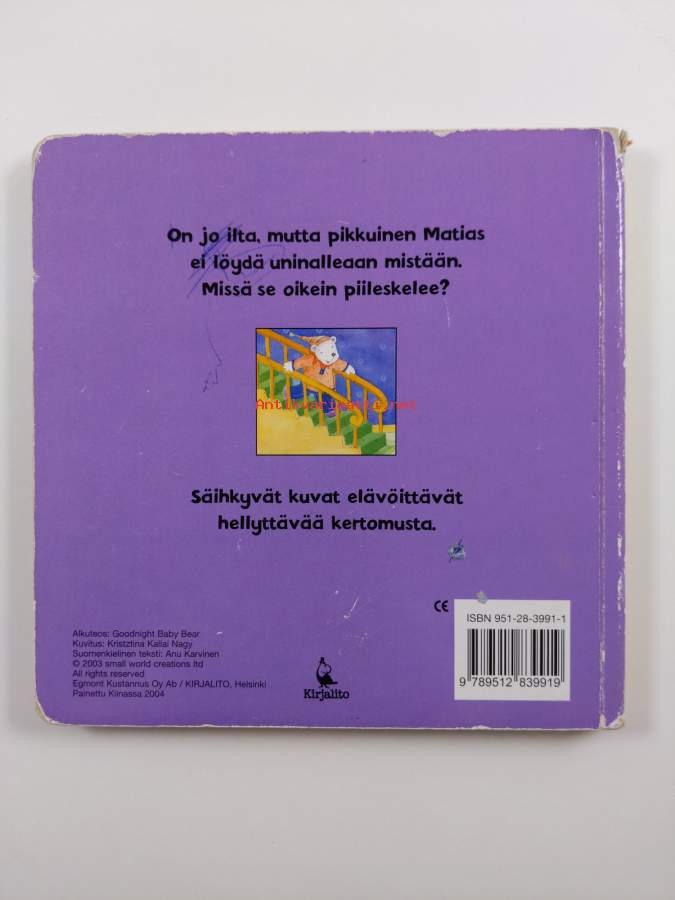 On jo ilta, mutta pikkuinen Matias
ei löydä uninalleaan mistään.
Missä se oikein piileskelee?
Antikvariaatti.net
Säihkyvät kuvat elävöittävät
hellyttävää kertomusta.
Alkuteos: Goodnight Baby Bear
Kuvitus: Kristztina Kallai Nagy
Suomenkielinen teksti: Anu Karvinen
© 2003 small world creations ltd
All rights reserved
Egmont Kustannus Oy Ab / KIRJALITO, Helsinki
Painettu Kiinassa 2004
Kirjalito
CE
ISBN 951-28-3991-1
9 789512 839919